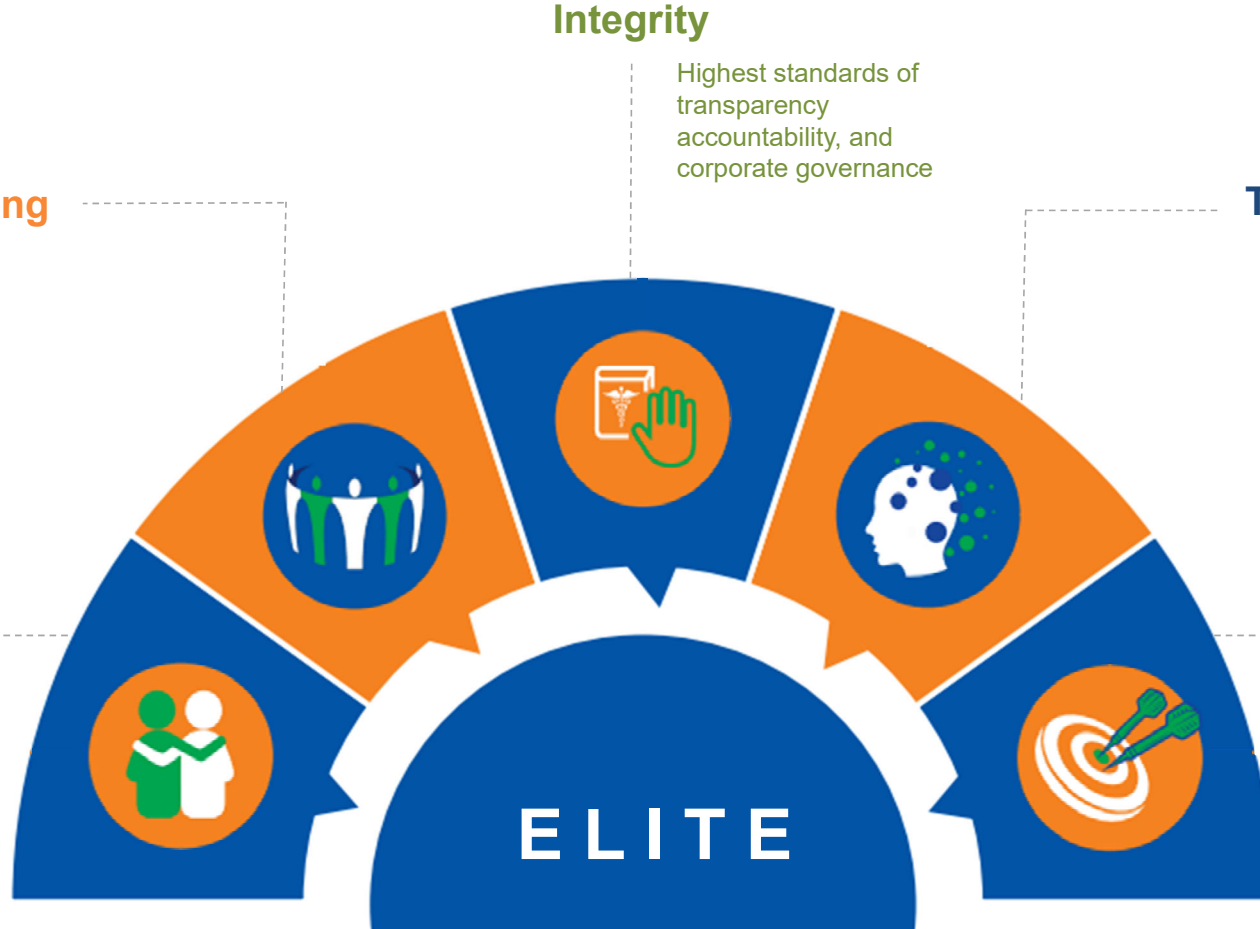 Integrity
Highest standards of
transparency
accountability, and
corporate governance
ng
T
E L I T E